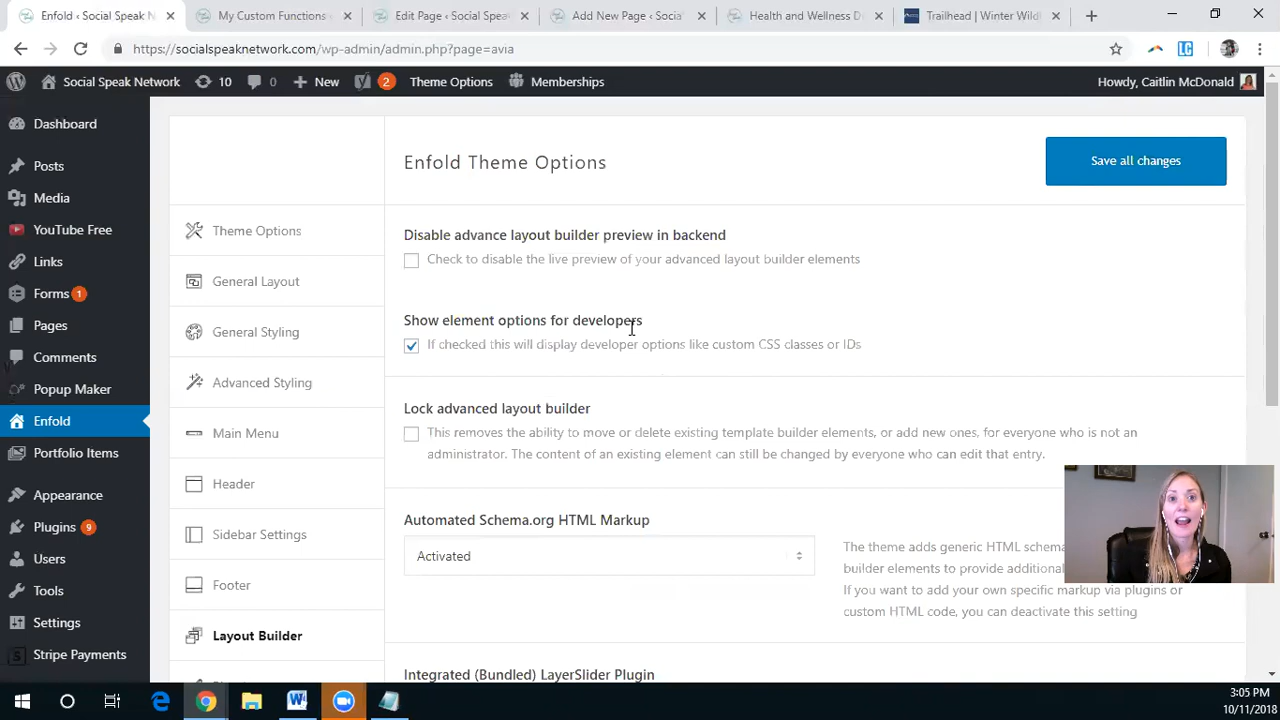 Enfold ‹ Social Speak Network
My Custom Functions ‹
Edit Page ‹ Social Speak
Add New Page ‹ Social
Health and Wellness D
Trailhead | Winter Wild
https://socialspeaknetwork.com/wp-admin/admin.php?page=avia
Social Speak Network
10
0
New
2
Theme Options
Memberships
Howdy, Caitlin McDonald
Dashboard
Posts
Media
YouTube Free
Links
Forms 1
Pages
Comments
Popup Maker
Enfold
Portfolio Items
Appearance
Plugins 9
Users
Tools
Settings
Stripe Payments
Theme Options
General Layout
General Styling
Advanced Styling
Main Menu
Header
Sidebar Settings
Footer
Layout Builder
Enfold Theme Options
Save all changes
Disable advance layout builder preview in backend
Check to disable the live preview of your advanced layout builder elements
Show element options for developers
If checked this will display developer options like custom CSS classes or IDs
Lock advanced layout builder
This removes the ability to move or delete existing template builder elements, or add new ones, for everyone who is not an
administrator. The content of an existing element can still be changed by everyone who can edit that entry.
Automated Schema.org HTML Markup
Activated
The theme adds generic HTML schema
builder elements to provide additional
If you want to add your own specific markup via plugins or
custom HTML code, you can deactivate this setting
Integrated (Bundled) LayerSlider Plugin
3:05 PM
10/11/2018